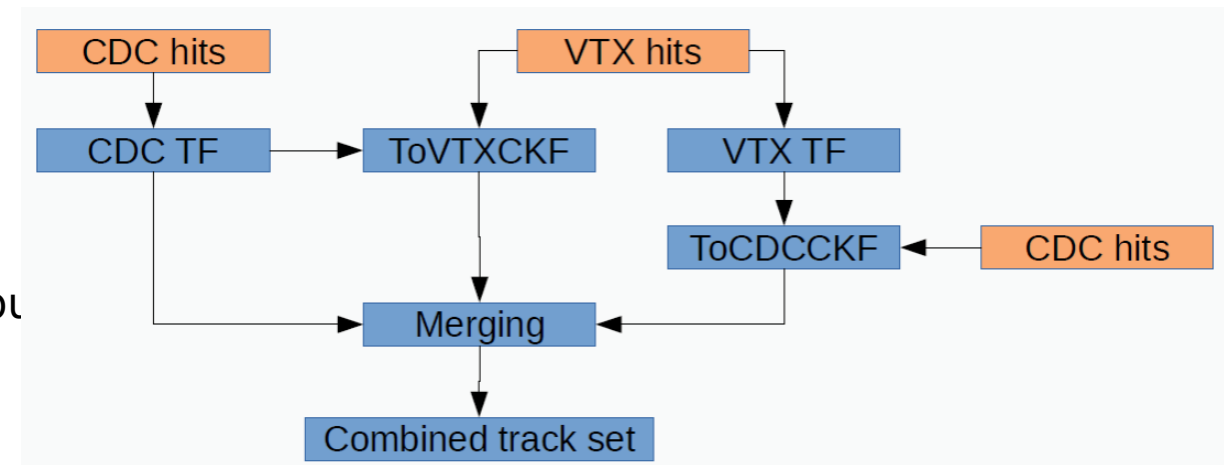 CDC hits
VTX hits
CDC TF
ToVTXCKF
VTX TF
ToCDCCKF
CDC hits
Merging
Combined track set